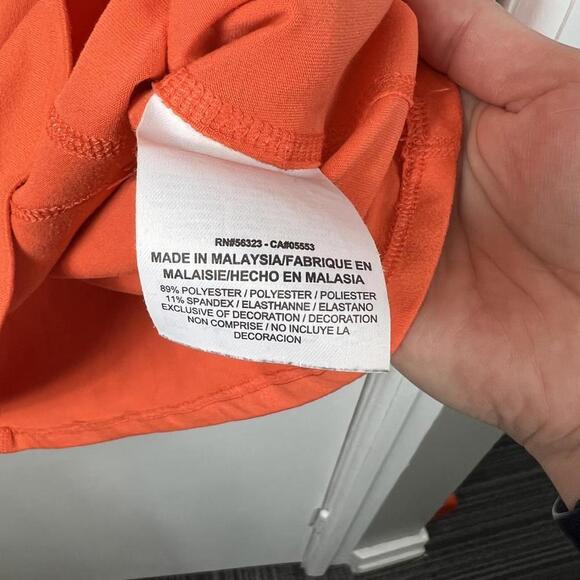 RN#56323 - CA#05553
MADE IN MALAYSIA/FABRIQUE EN
MALAISIE/HECHO EN MALASIA
89% POLYESTER / POLYESTER / POLIESTER
11% SPANDEX / ELASTHANNE / ELASTANO
EXCLUSIVE OF DECORATION / DECORATION
NON COMPRISE / NO INCLUYE LA
DECORACION